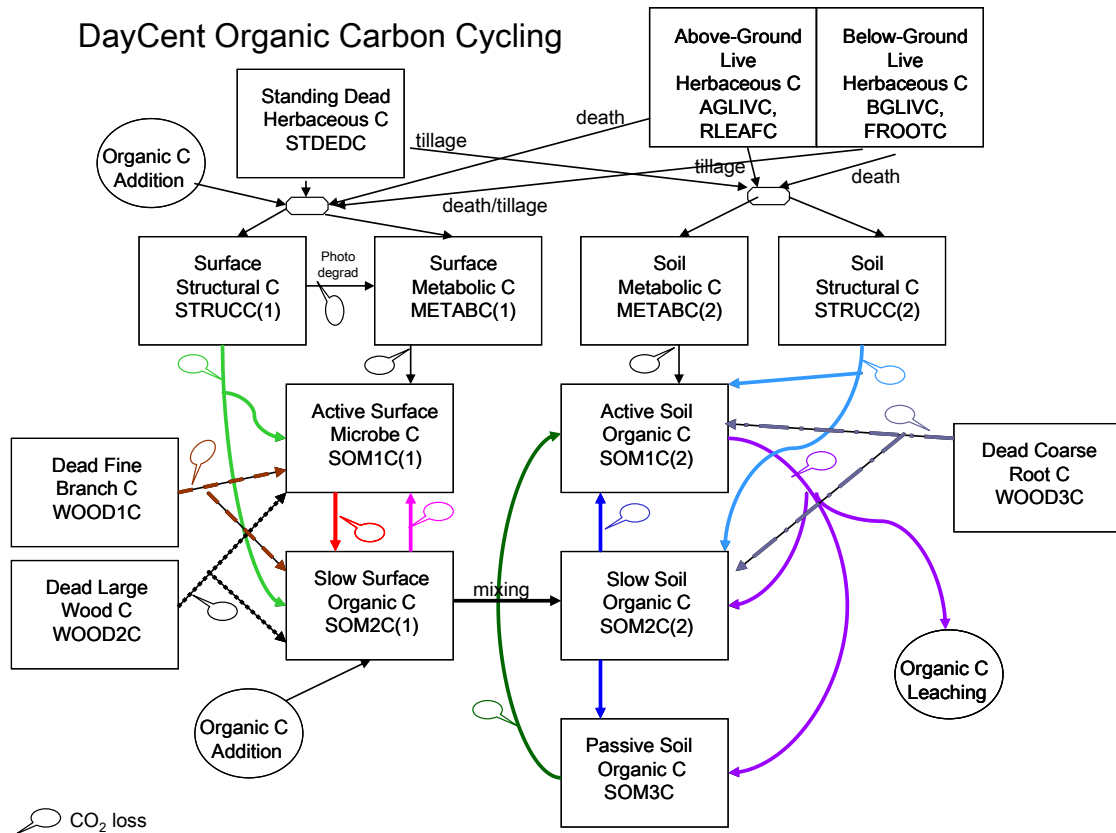 DayCent Organic Carbon Cycling
Above-Ground
Live
Herbaceous C
AGLIVC,
RLEAFC
Below-Ground
Live
Herbaceous C
BGLIVC,
FROOTC
Standing Dead
Herbaceous C
STDEDC
Organic C
Addition
tillage
death
tillage
death
death/tillage
Surface
Structural C
STRUCC(1)
Photo
degrad
Surface
Metabolic C
METABC(1)
Soil
Metabolic C
METABC(2)
Soil
Structural C
STRUCC(2)
Active Surface
Microbe C
SOM1C(1)
Active Soil
Organic C
SOM1C(2)
Dead Fine
Branch C
WOOD1C
Dead Coarse
Root C
WOOD3C
Dead Large
Wood C
WOOD2C
Slow Surface
Organic C
SOM2C(1)
mixing
Slow Soil
Organic C
SOM2C(2)
Organic C
Leaching
Organic C
Addition
Passive Soil
Organic C
SOM3C
CO₂ loss